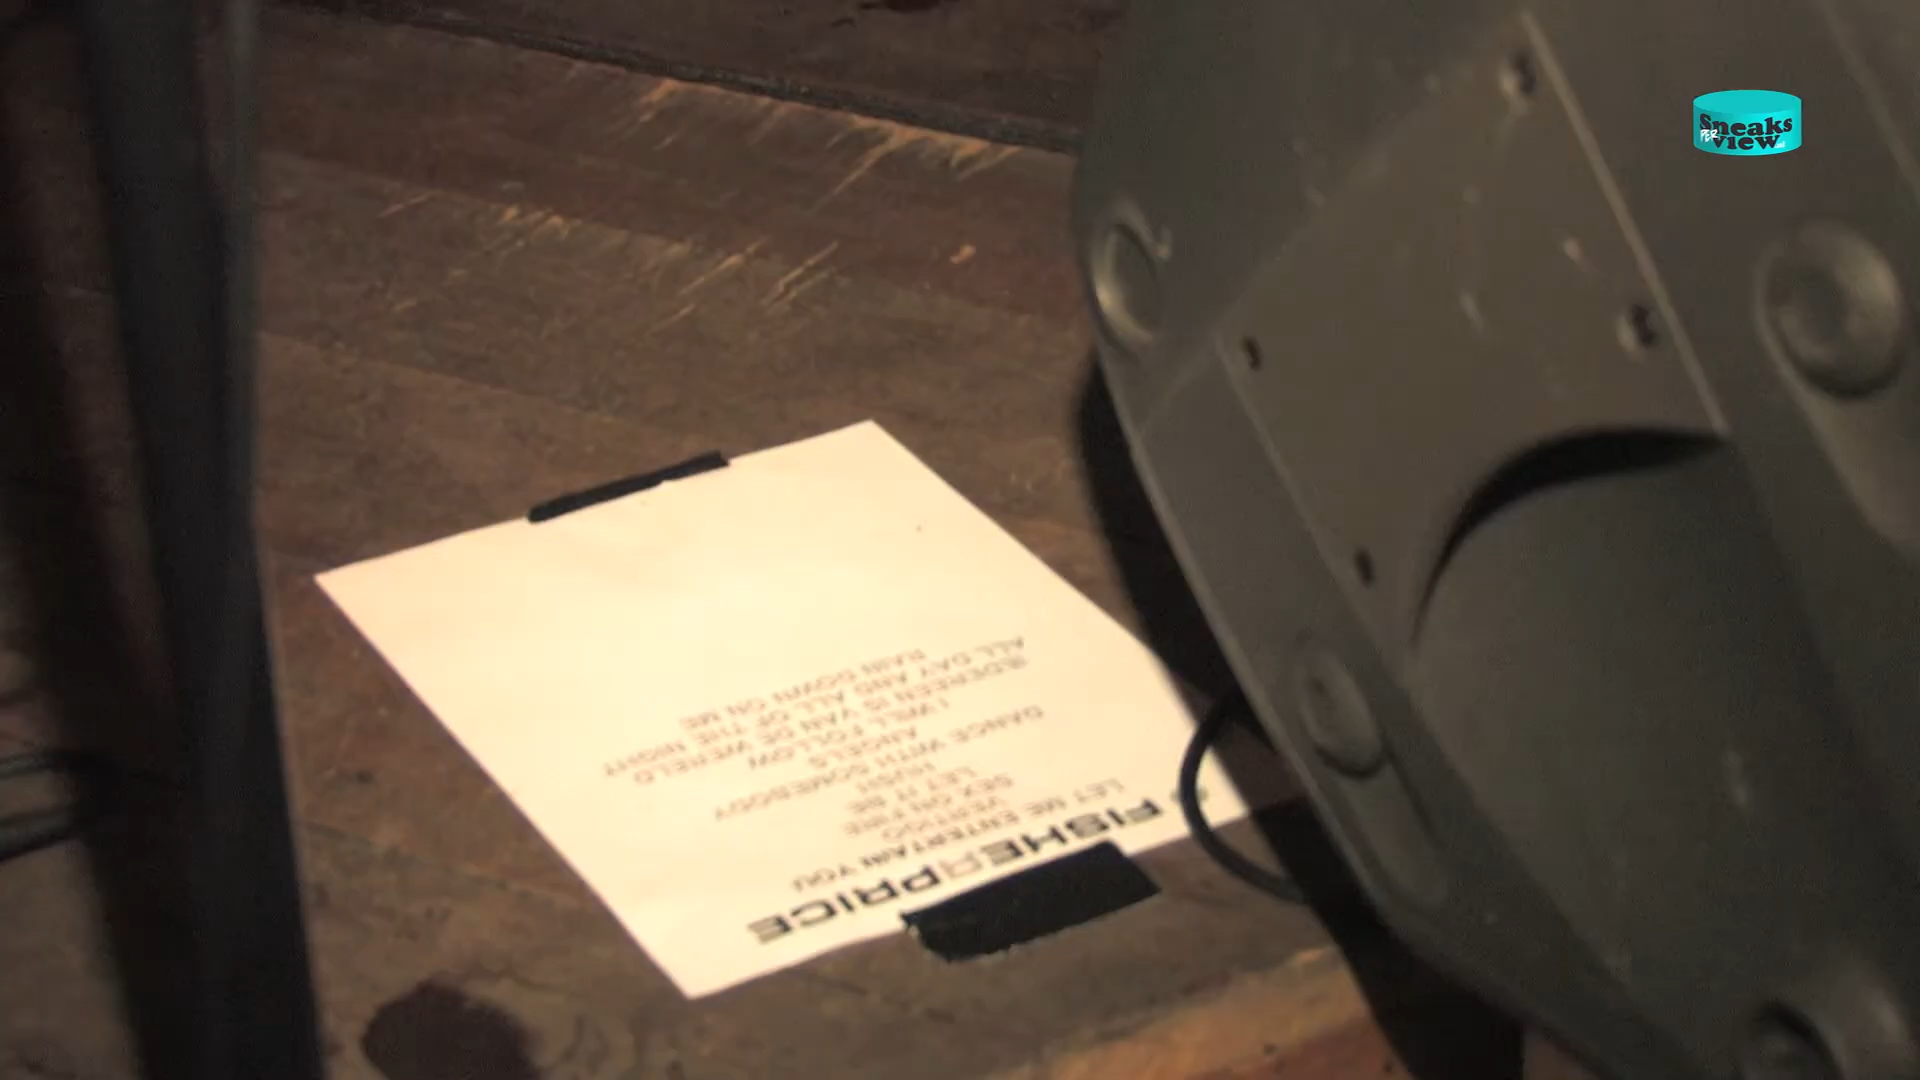 Sneaks
PER
view
FISHERPRICE
LET ME ENTERTAIN YOU
VERTIGO
SEX ON FIRE
LET IT BE
HUSH
DANCE WITH SOMEBODY
ANGELS
I WILL FOLLOW
IEDEREEN IS VAN DE WERELD
ALL DAY AND ALL OF THE NIGHT
RAIN DOWN ON ME